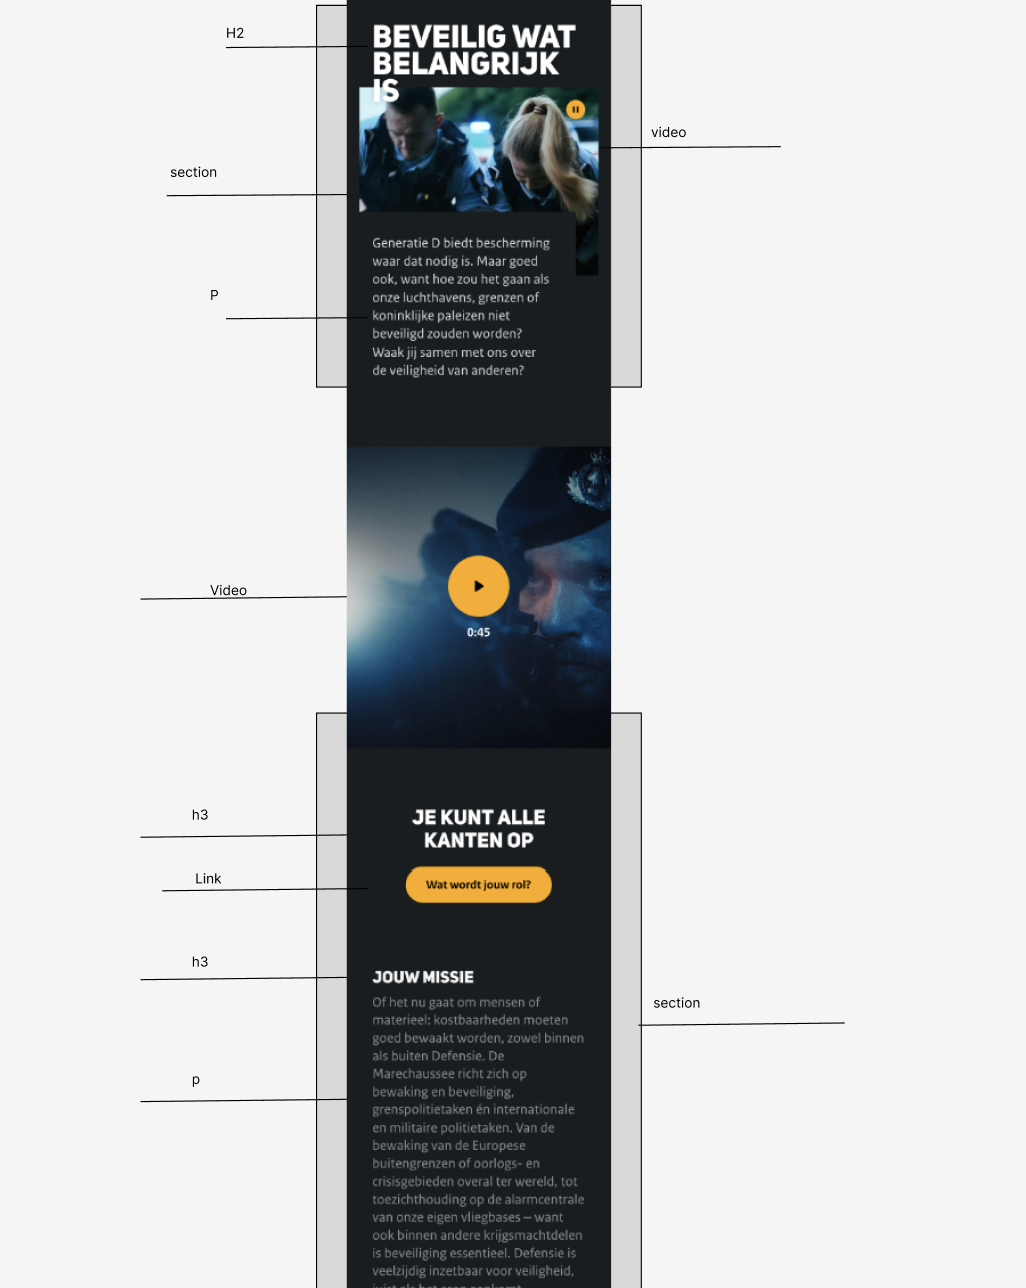 H2
BEVEILIG WAT
BELANGRIJK
IS
video
section
Generatie D biedt bescherming
waar dat nodig is. Maar goed
ook, want hoe zou het gaan als
P
onze luchthavens, grenzen of
koninklijke paleizen niet
beveiligd zouden worden?
Waak jij samen met ons over
de veiligheid van anderen?
Video
0:45
h3
JE KUNT ALLE
KANTEN OP
Link
Wat wordt jouw rol?
h3
JOUW MISSIE
section
Of het nu gaat om mensen of
materieel: kostbaarheden moeten
goed bewaakt worden, zowel binnen
als buiten Defensie. De
Marechaussee richt zich op
p
bewaking en beveiliging,
grenspolitietaken én internationale
en militaire politietaken. Van de
bewaking van de Europese
buitengrenzen of oorlogs- en
crisisgebieden overal ter wereld, tot
toezichthouding op de alarmcentrale
van onze eigen vliegbases – want
ook binnen andere krijgsmachtdelen
is beveiliging essentieel. Defensie is
veelzijdig inzetbaar voor veiligheid,